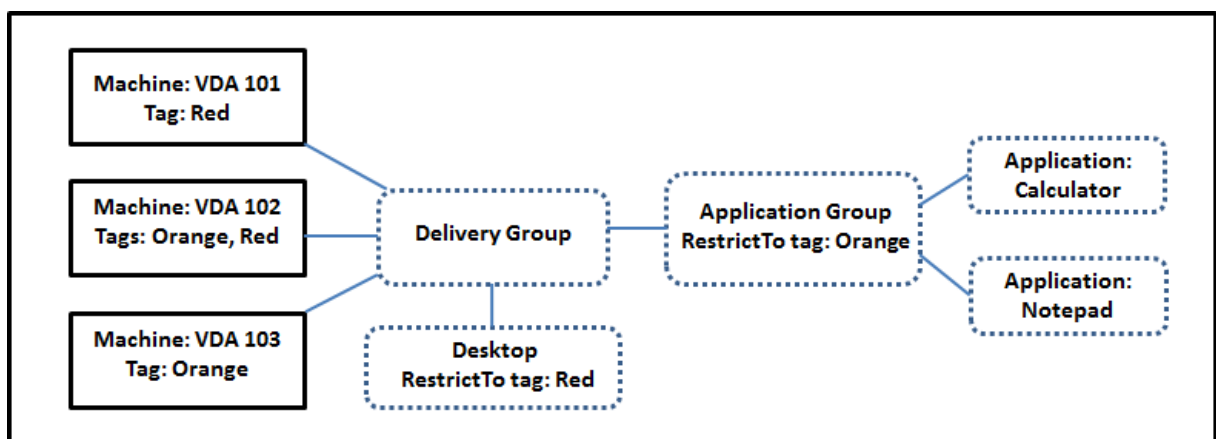 Machine: VDA 101
Tag: Red
Machine: VDA 102
Tags: Orange, Red
Machine: VDA 103
Tag: Orange
Delivery Group
Desktop
RestrictTo tag: Red
Application Group
RestrictTo tag: Orange
Application:
Calculator
Application:
Notepad